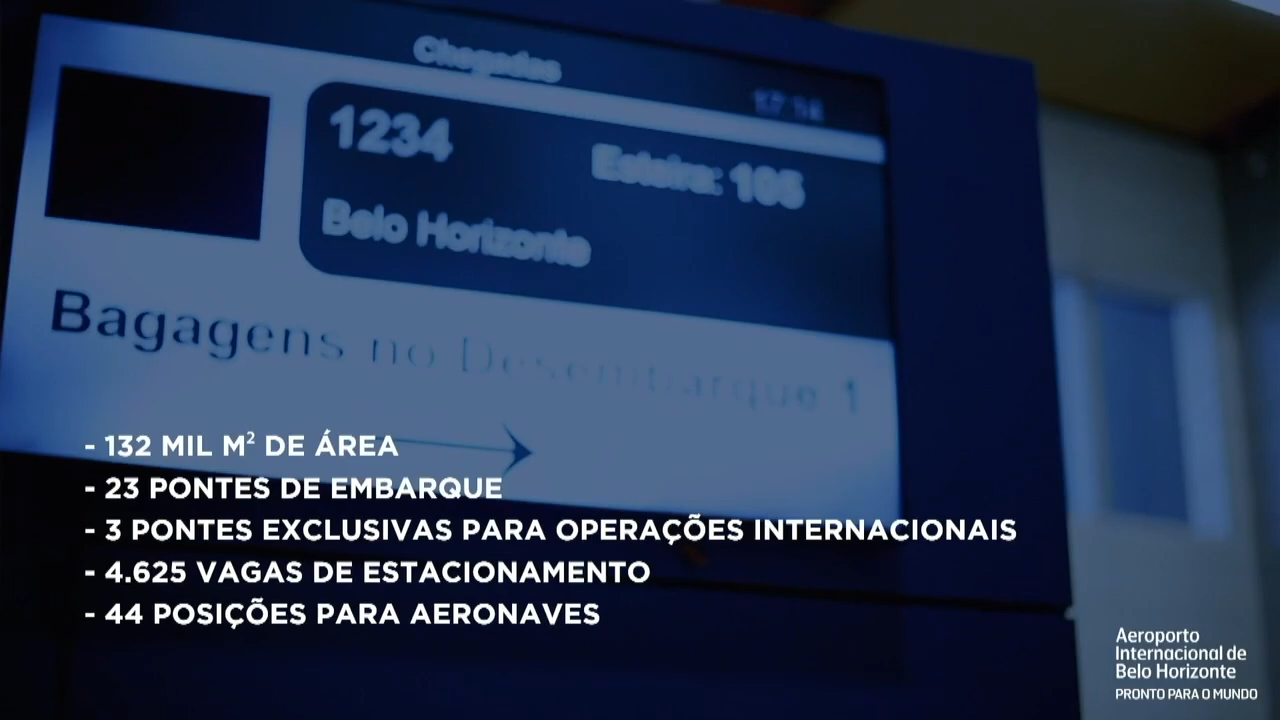 Chegadas
17:56
1234
Esteira: 105
Belo Horizonte
Bagagens no Desembarque 1
- 132 MIL M² DE ÁREA
- 23 PONTES DE EMBARQUE
- 3 PONTES EXCLUSIVAS PARA OPERAÇÕES INTERNACIONAIS
- 4.625 VAGAS DE ESTACIONAMENTO
- 44 POSIÇÕES PARA AERONAVES
Aeroporto
Internacional de
Belo Horizonte
PRONTO PARA O MUNDO